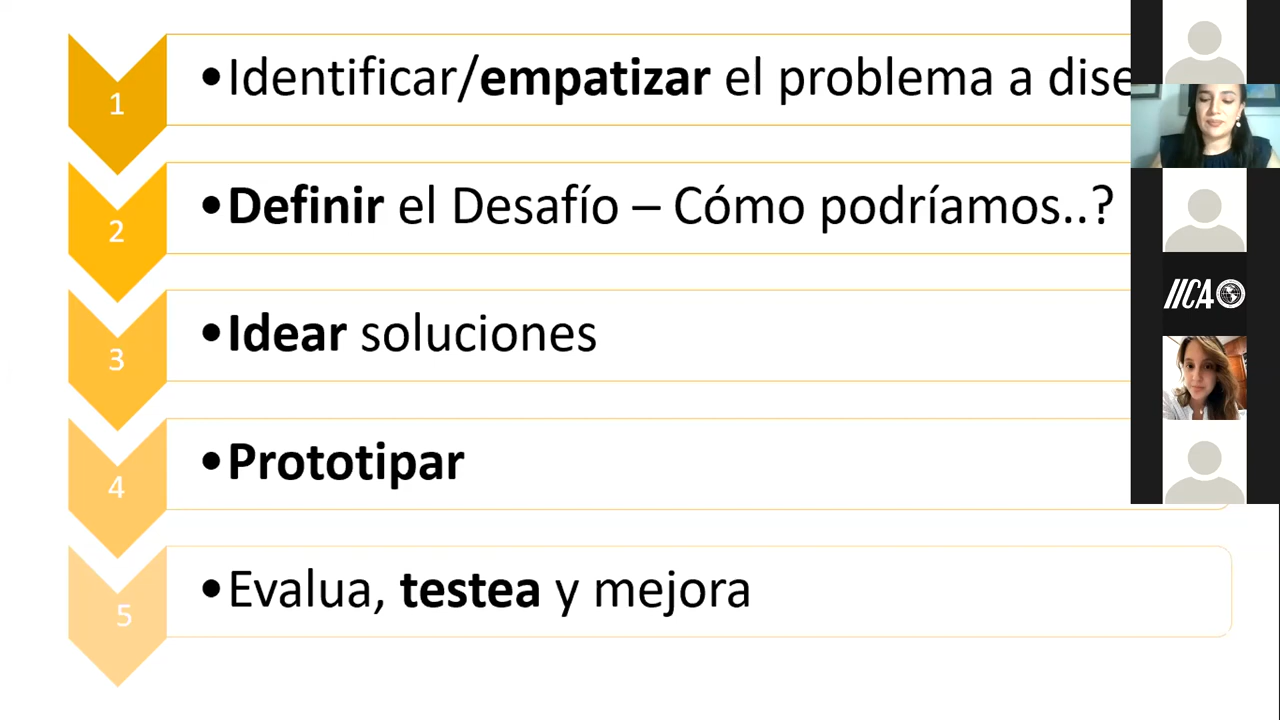 1
•Identificar/empatizar el problema a dise
2
•Definir el Desafío – Cómo podríamos..?
3
•Idear soluciones
4
•Prototipar
5
•Evalua, testea y mejora
IICA